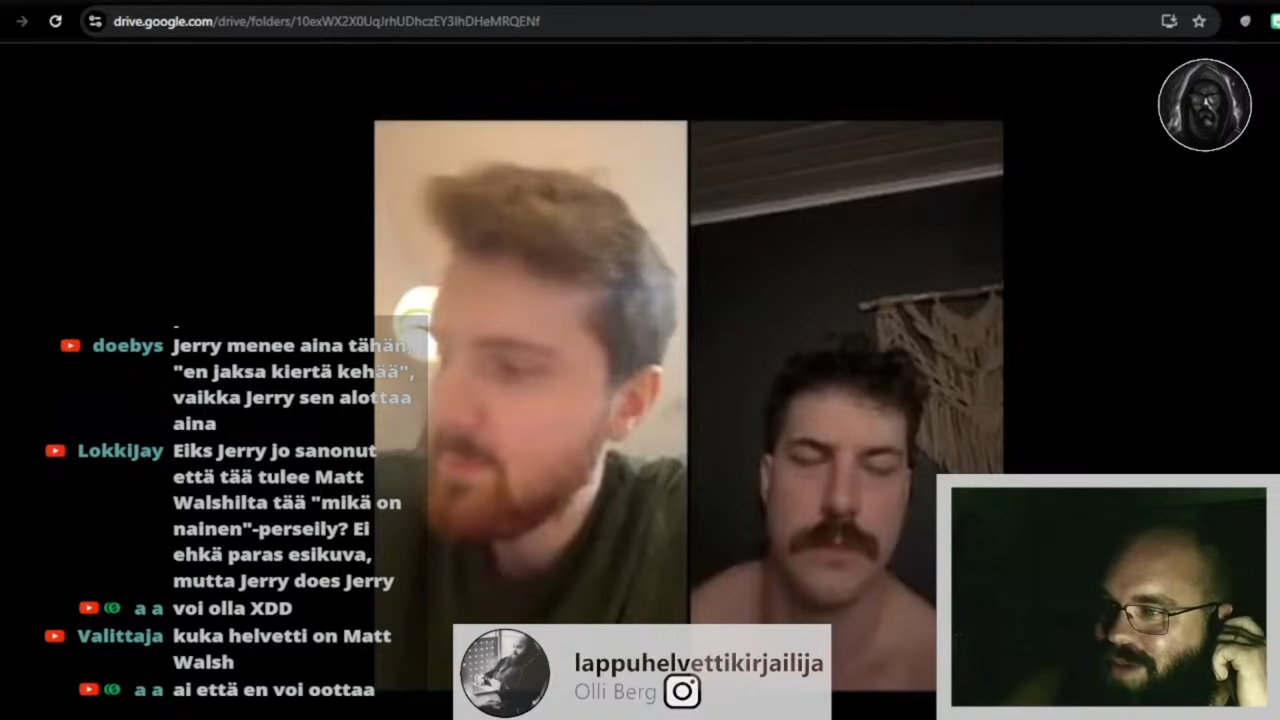 drive.google.com/drive/folders/10exWX2X0UqJrhUDhczEY3lhDHeMRQENf
doebys Jerry menee aina tähän,
"en jaksa kiertä kehää",
vaikka Jerry sen alottaa
aina
LokkiJay Eiks Jerry jo sanonut
että tää tulee Matt
Walshilta tää "mikä on
nainen"-perseily? Ei
ehkä paras esikuva,
mutta Jerry does Jerry
a a voi olla XDD
Valittaja kuka helvetti on Matt
Walsh
a a ai että en voi oottaa
lappuhelvettikirjailija
Olli Berg